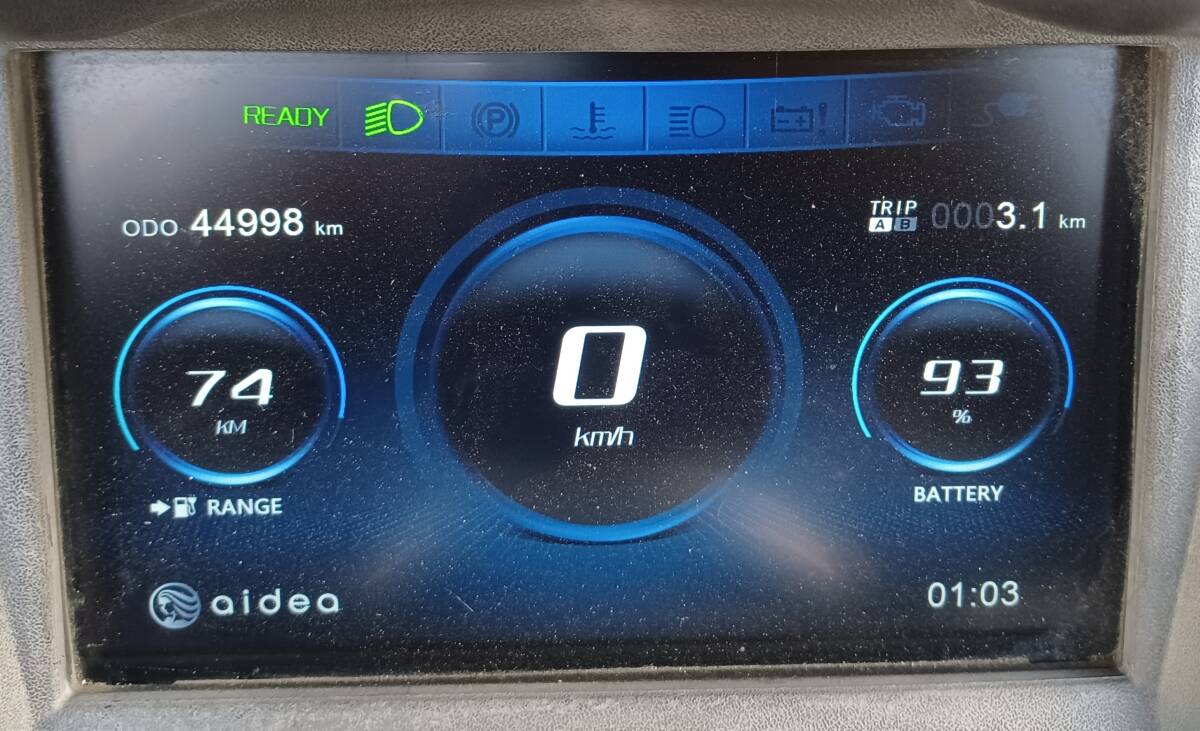 READY
P
ODO 44998 km
TRIP
A B
0003.1 km
74
KM
RANGE
0
km/h
93
%
BATTERY
aidea
01:03